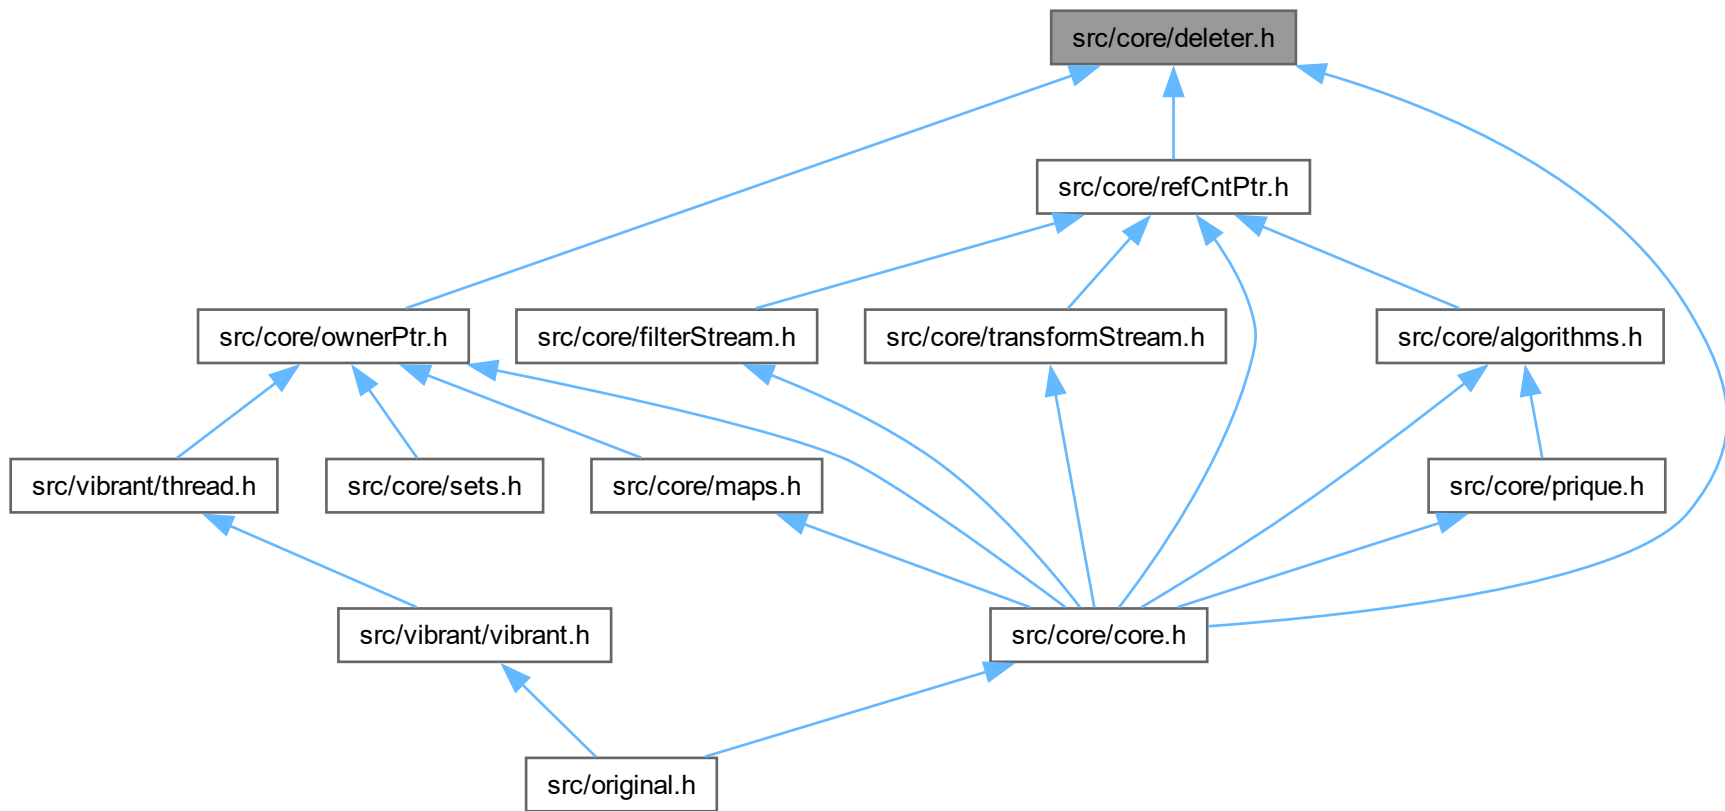 src/core/deleter.h
src/core/refCntPtr.h
src/core/ownerPtr.h
src/core/filterStream.h
src/core/transformStream.h
src/core/algorithms.h
src/vibrant/thread.h
src/core/sets.h
src/core/maps.h
src/core/prique.h
src/vibrant/vibrant.h
src/core/core.h
src/original.h